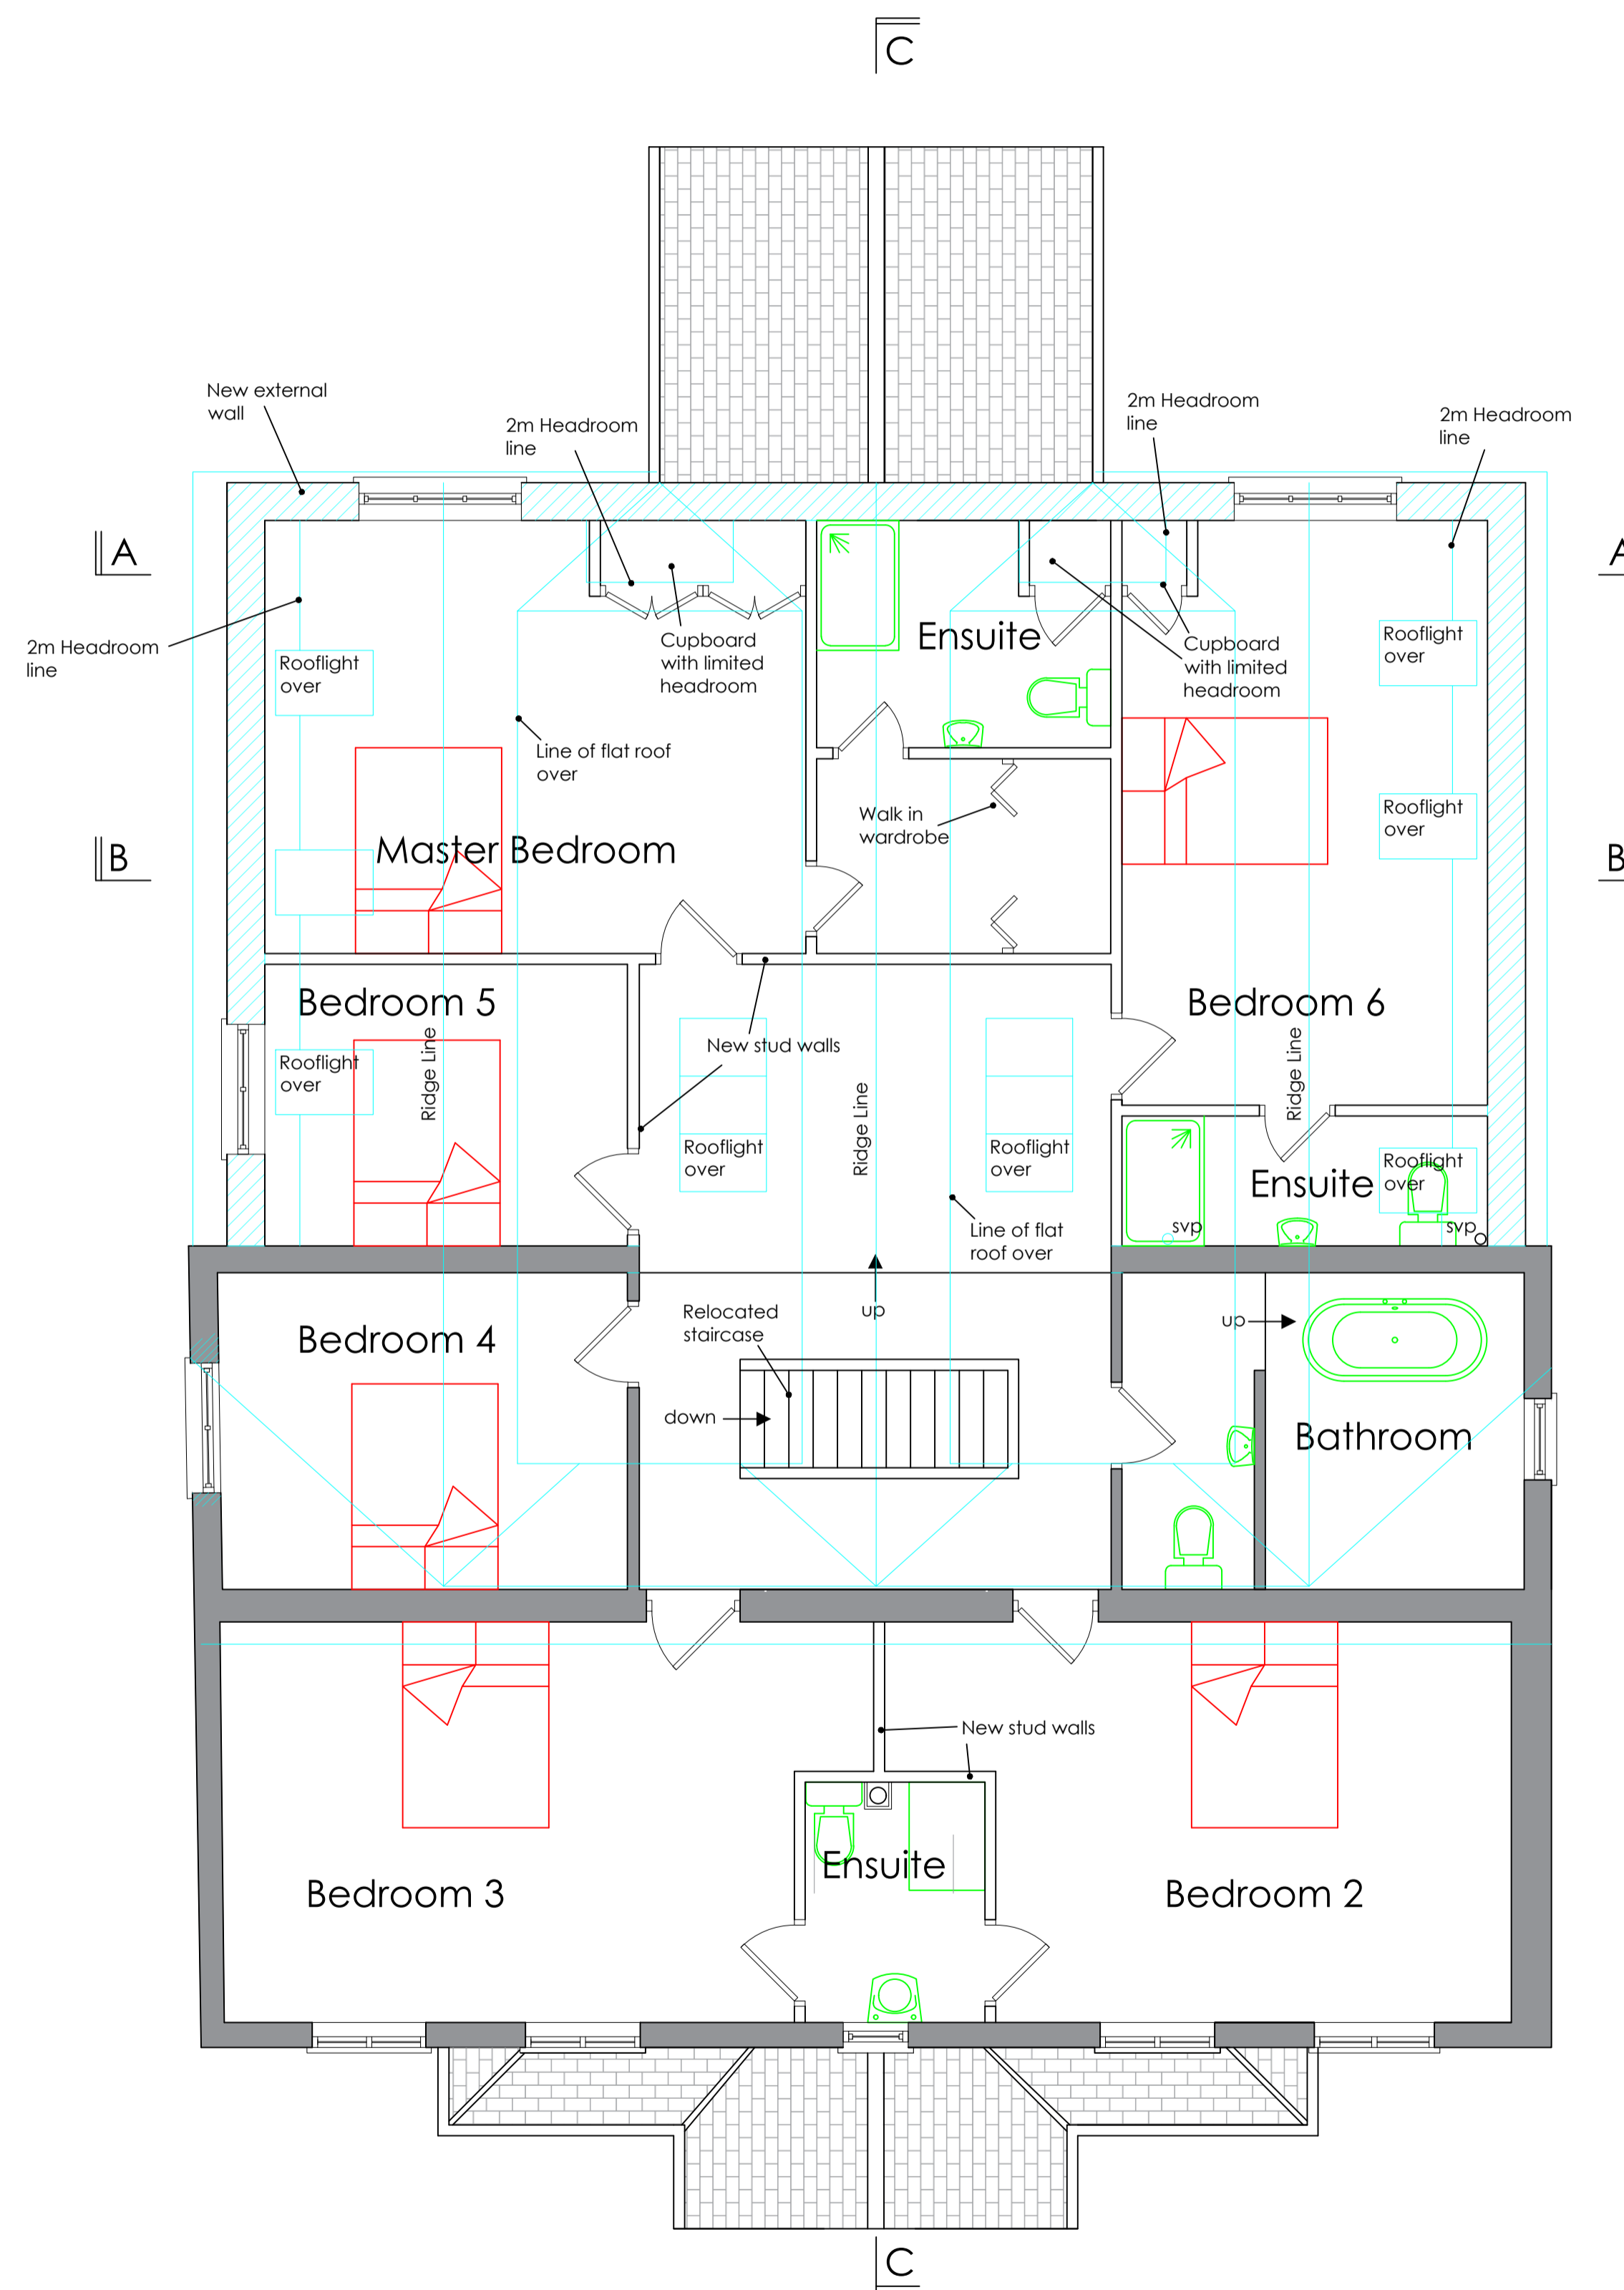 C
New external
wall
2m Headroom
line
2m Headroom
line
2m Headroom
line
A
A
2m Headroom
line
Rooflight
over
Cupboard
with limited
headroom
Ensuite
Cupboard
with limited
headroom
Rooflight
over
Line of flat roof
over
Walk in
wardrobe
Rooflight
over
B
Master Bedroom
B
Bedroom 5
Bedroom 6
Rooflight
over
Ridge Line
New stud walls
Ridge Line
Ridge Line
Rooflight
over
Rooflight
over
Ensuite
Rooflight
over
svp
svp
Line of flat
roof over
Bedroom 4
Relocated
staircase
up
up
down
Bathroom
New stud walls
Bedroom 3
Ensuite
Bedroom 2
C